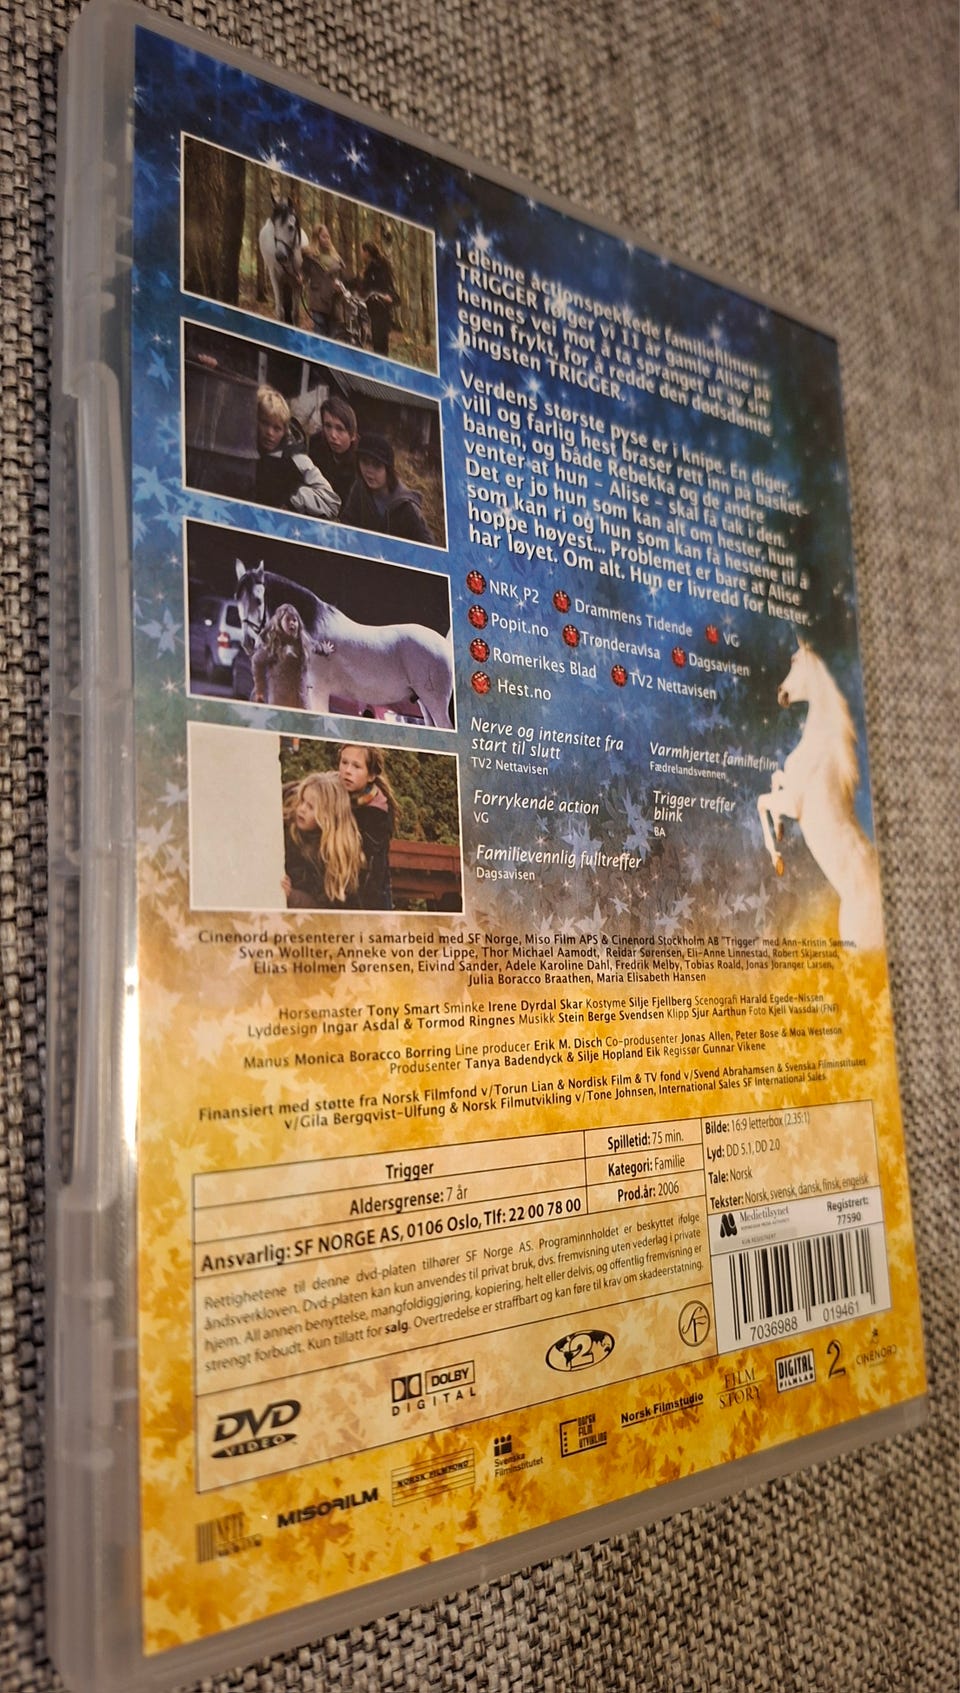 I denne actionspekkede familiefilmen
TRIGGER følger vi 11 år gamle Alise på
hennes vei mot å ta spranget ut av sin
egen frykt, for å redde den dødsdømte
hingsten TRIGGER.
Verdens største pyse er i knipe. En diger,
vill og farlig hest braser rett inn på basket-
banen, og både Rebekka og de andre
venter at hun - Alise - skal få tak i den.
Det er jo hun som kan alt om hester, hun
som kan ri og hun som kan få hestene til å
hoppe høyest... Problemet er bare at Alise
har løyet. Om alt. Hun er livredd for hester.
NRK P2 Drammens Tidende VG
Popit.no Trønderavisa Dagsavisen
Romerikes Blad TV2 Nettavisen
Hest.no
Nerve og intensitet fra
start til slutt
TV2 Nettavisen
Varmhjertet familiefilm
Fædrelandsvennen
Forrykende action
VG
Trigger treffer
blink
BA
Familievennlig fulltreffer
Dagsavisen
Cinenord presenterer i samarbeid med SF Norge, Miso Film APS & Cinenord Stockholm AB "Trigger" med Ann-Kristin Sømme,
Sven Wollter, Anneke von der Lippe, Thor Michael Aamodt, Reidar Sørensen, Eli-Anne Linnestad, Robert Skjærstad,
Elias Holmen Sørensen, Eivind Sander, Adele Karoline Dahl, Fredrik Melby, Tobias Roald, Jonas Joranger Larsen,
Julia Boracco Braathen, Maria Elisabeth Hansen
Horsemaster Tony Smart Sminke Irene Dyrdal Skar Kostyme Silje Fjellberg Scenografi Harald Egede-Nissen
Lyddesign Ingar Asdal & Tormod Ringnes Musikk Stein Berge Svendsen Klipp Sjur Aarthun Foto Kjell Vassdal (FNF)
Manus Monica Boracco Borring Line producer Erik M. Disch Co-produsenter Jonas Allen, Peter Bose & Moa Westeson
Produsenter Tanya Badendyck & Silje Hopland Eik Regissør Gunnar Vikene
Finansiert med støtte fra Norsk Filmfond v/Torun Lian & Nordisk Film & TV fond v/Svend Abrahamsen & Svenska Filminstitutet
v/Gila Bergqvist-Ulfung & Norsk Filmutvikling v/Tone Johnsen, International Sales SF International Sales
Trigger
Aldersgrense: 7 år
Ansvarlig: SF NORGE AS, 0106 Oslo, Tlf: 22 00 78 00
Spilletid: 75 min.
Kategori: Familie
Prod.år: 2006
Bilde: 16:9 letterbox (2.35:1)
Lyd: DD 5.1, DD 2.0
Tale: Norsk
Tekster: Norsk, svensk, dansk, finsk, engelsk
Rettighetene til denne dvd-platen tilhører SF Norge AS. Programinnholdet er beskyttet ifølge
åndsverkloven. Dvd-platen kan kun anvendes til privat bruk, dvs. fremvisning uten vederlag i private
hjem. All annen benyttelse, mangfoldiggjøring, kopiering, helt eller delvis, og offentlig fremvisning er
strengt forbudt. Kun tillatt for salg. Overtredelse er straffbart og kan føre til krav om skadeerstatning.
Medietilsynet
Registrert:
77590
7036988 019461
DVD
VIDEO
DOLBY
DIGITAL
2
SF
MISOFILM
NORSK FILMFOND
Svenska
Filminstitutet
NORSK
FILM
UTVIKLING
Norsk Filmstudio
FILM
STORY
DIGITAL
FILMLAB
2
CINENORD